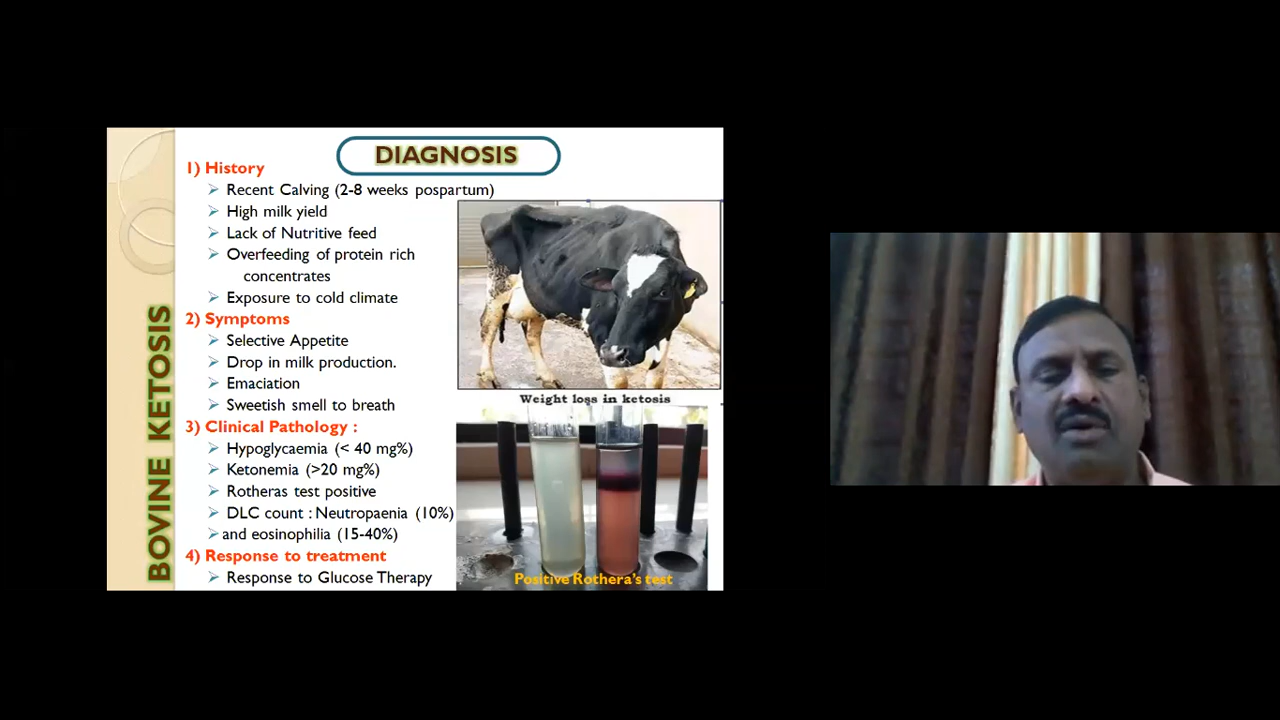 DIAGNOSIS
1) History
Recent Calving (2-8 weeks pospartum)
High milk yield
Lack of Nutritive feed
Overfeeding of protein rich
concentrates
Exposure to cold climate
2) Symptoms
Selective Appetite
Drop in milk production.
Emaciation
Sweetish smell to breath
3) Clinical Pathology :
Hypoglycaemia (< 40 mg%)
Ketonemia (>20 mg%)
Rotheras test positive
DLC count : Neutropaenia (10%)
and eosinophilia (15-40%)
4) Response to treatment
Response to Glucose Therapy
BOVINE KETOSIS
Weight loss in ketosis
Positive Rothera's test